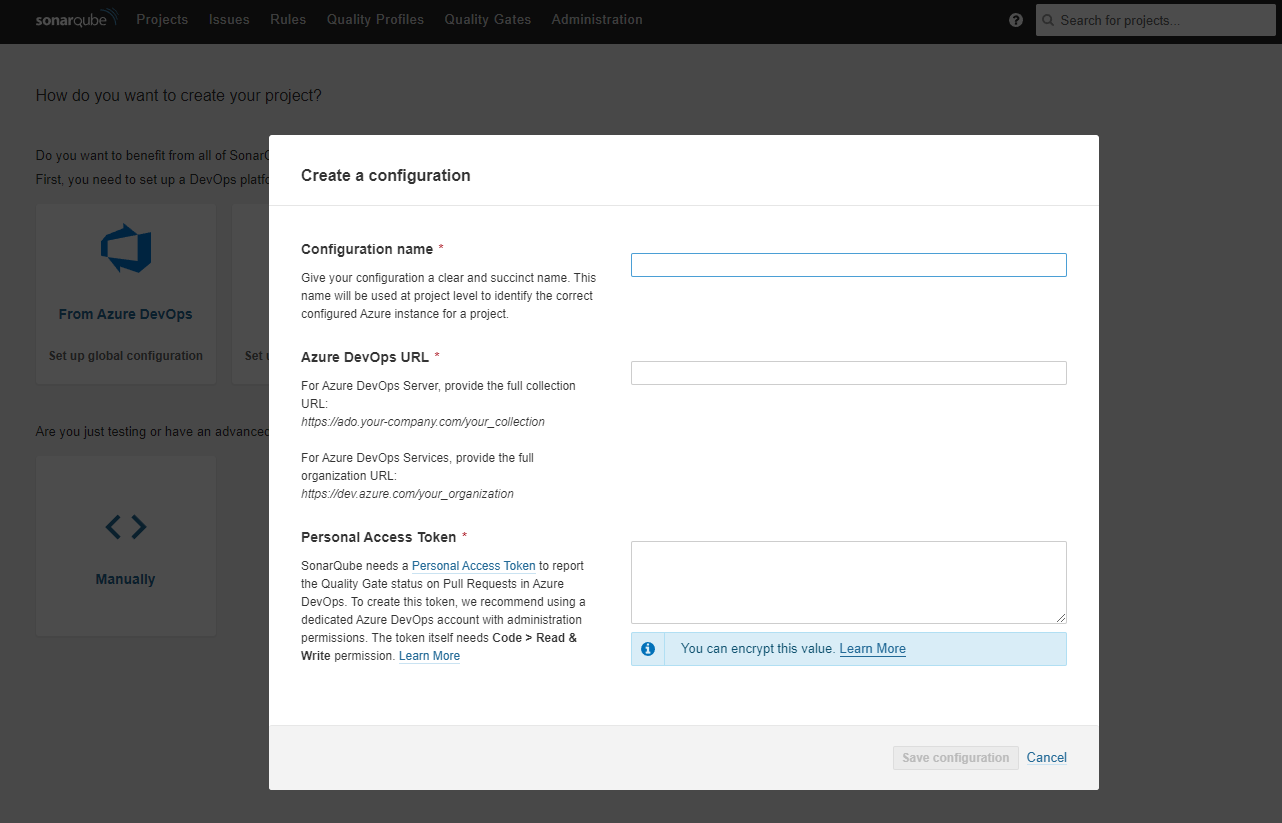 sonarqube Projects Issues Rules Quality Profiles Quality Gates Administration ? Search for projects...
How do you want to create your project?
Do you want to benefit from all of
First, you need to set up a DevOps
From Azure DevOps
Set up global configuration
Set
Are you just testing or have an advanced
Manually
Create a configuration
Configuration name *
Give your configuration a clear and succinct name. This
name will be used at project level to identify the correct
configured Azure instance for a project.
Azure DevOps URL *
For Azure DevOps Server, provide the full collection
URL:
https://ado.your-company.com/your_collection
For Azure DevOps Services, provide the full
organization URL:
https://dev.azure.com/your_organization
Personal Access Token *
SonarQube needs a Personal Access Token to report
the Quality Gate status on Pull Requests in Azure
DevOps. To create this token, we recommend using a
dedicated Azure DevOps account with administration
permissions. The token itself needs Code > Read &
Write permission. Learn More
You can encrypt this value. Learn More
Save configuration Cancel